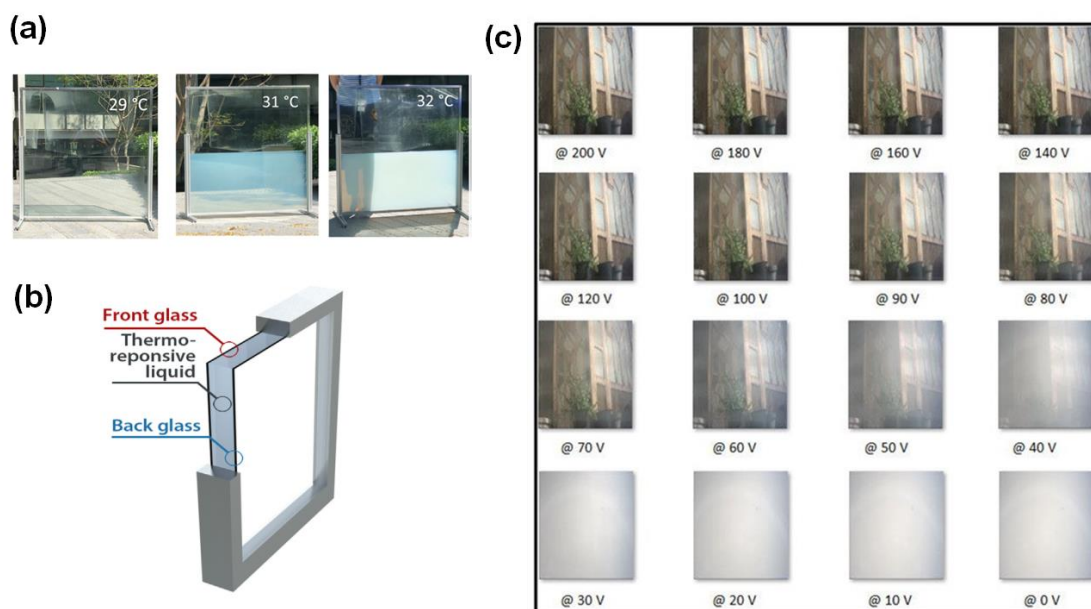 (a)
29 °C
31 °C
32 °C
(b)
Front glass
Thermo-
reponsive
liquid
Back glass
(c)
@ 200 V
@ 180 V
@ 160 V
@ 140 V
@ 120 V
@ 100 V
@ 90 V
@ 80 V
@ 70 V
@ 60 V
@ 50 V
@ 40 V
@ 30 V
@ 20 V
@ 10 V
@ 0 V